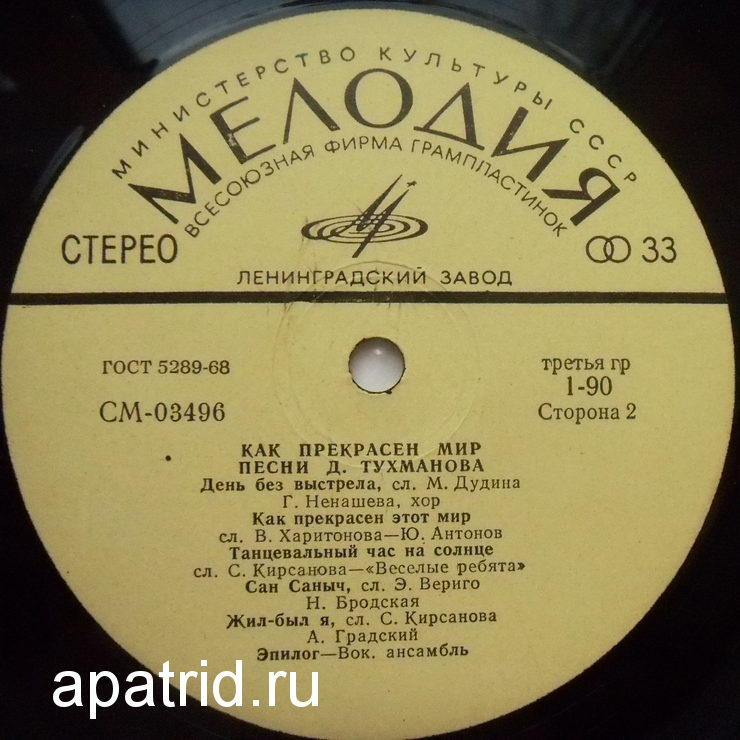 МИНИСТЕРСТВО КУЛЬТУРЫ СССР
МЕЛОДИЯ
ВСЕСОЮЗНАЯ ФИРМА ГРАМПЛАСТИНОК
СТЕРЕО
33
ЛЕНИНГРАДСКИЙ ЗАВОД
ГОСТ 5289-68
третья гр
1-90
СМ-03496
Сторона 2
КАК ПРЕКРАСЕН МИР
ПЕСНИ Д. ТУХМАНОВА
День без выстрела, сл. М. Дудина
Г. Ненашева, хор
Как прекрасен этот мир
сл. В. Харитонова—Ю. Антонов
Танцевальный час на солнце
сл. С. Кирсанова—«Веселые ребята»
Сан Саныч, сл. Э. Вериго
Н. Бродская
Жил-был я, сл. С. Кирсанова
А. Градский
Эпилог—Вок. ансамбль
apatrid.ru